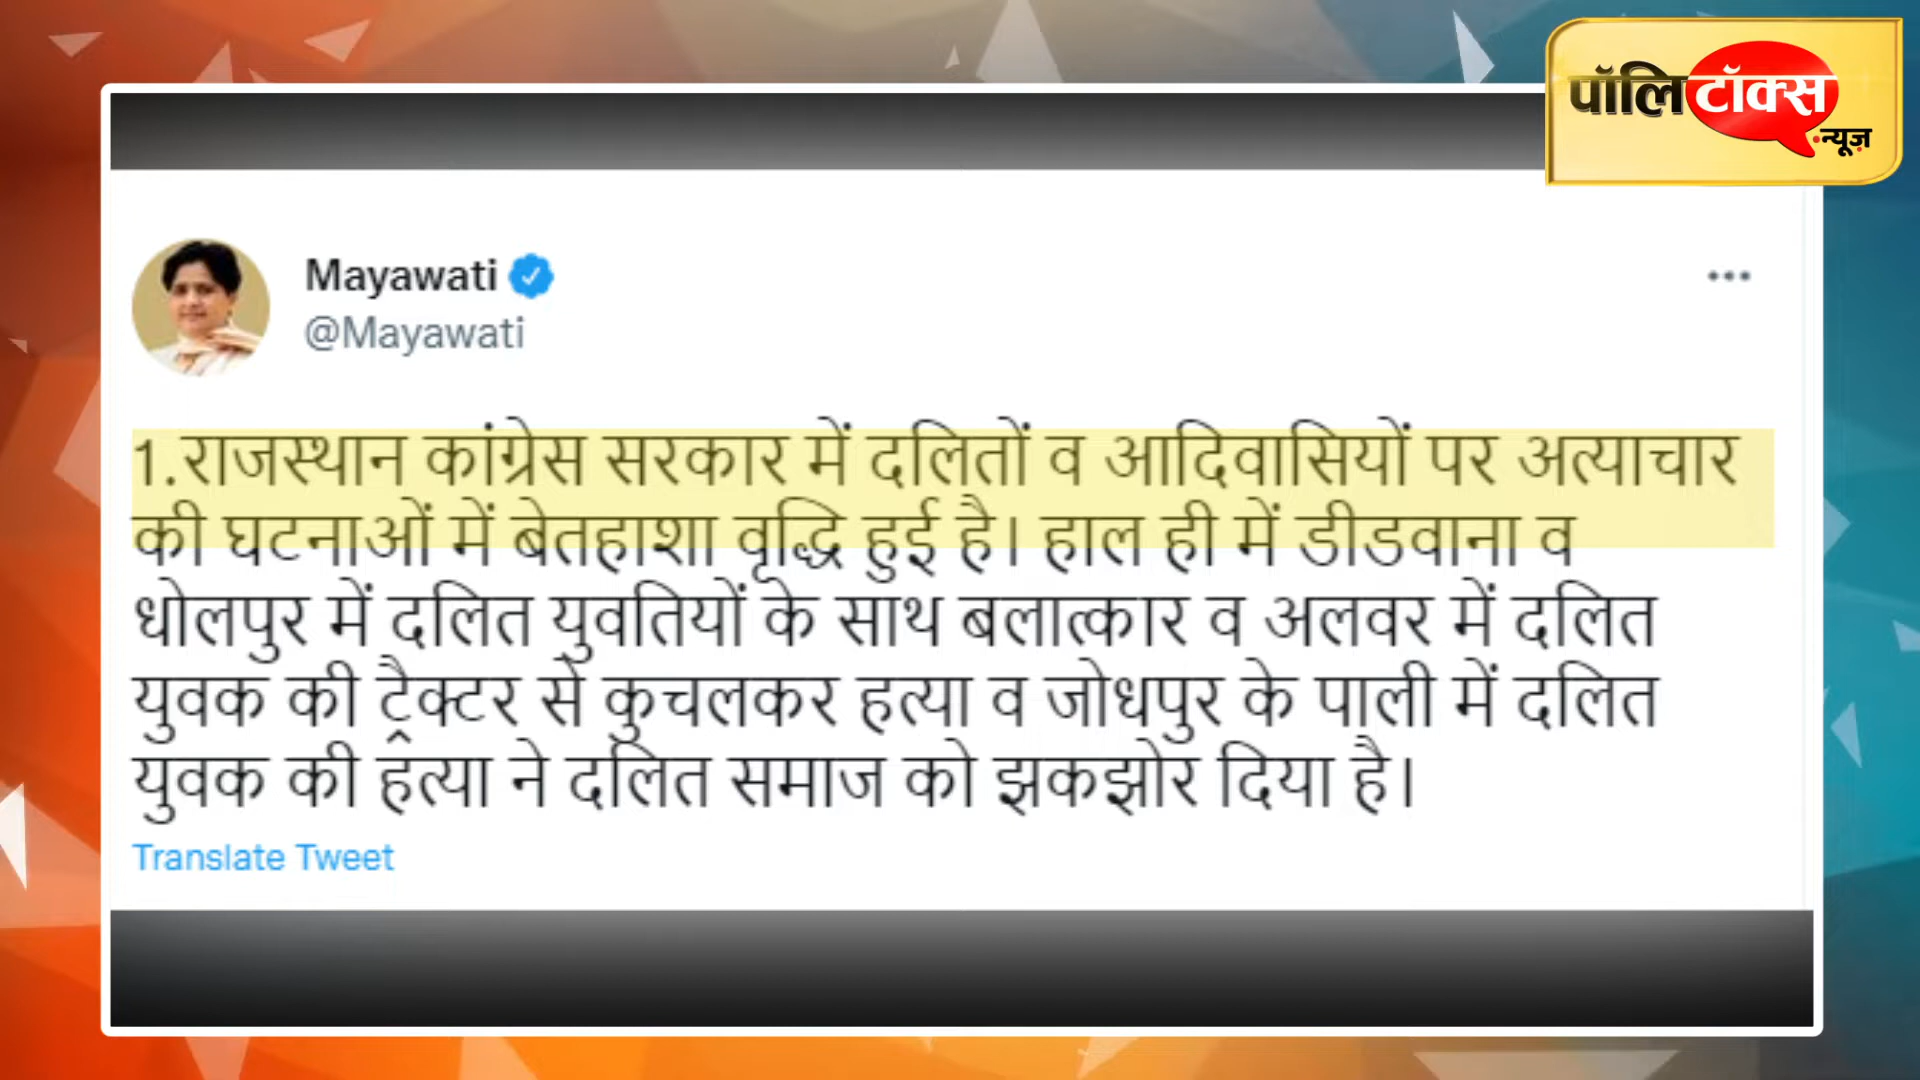 पॉलिटॉक्स
न्यूज़
Mayawati
@Mayawati
1.राजस्थान कांग्रेस सरकार में दलितों व आदिवासियों पर अत्याचार
की घटनाओं में बेतहाशा वृद्धि हुई है। हाल ही में डीडवाना व
धोलपुर में दलित युवतियों के साथ बलात्कार व अलवर में दलित
युवक की ट्रैक्टर से कुचलकर हत्या व जोधपुर के पाली में दलित
युवक की हत्या ने दलित समाज को झकझोर दिया है।
Translate Tweet